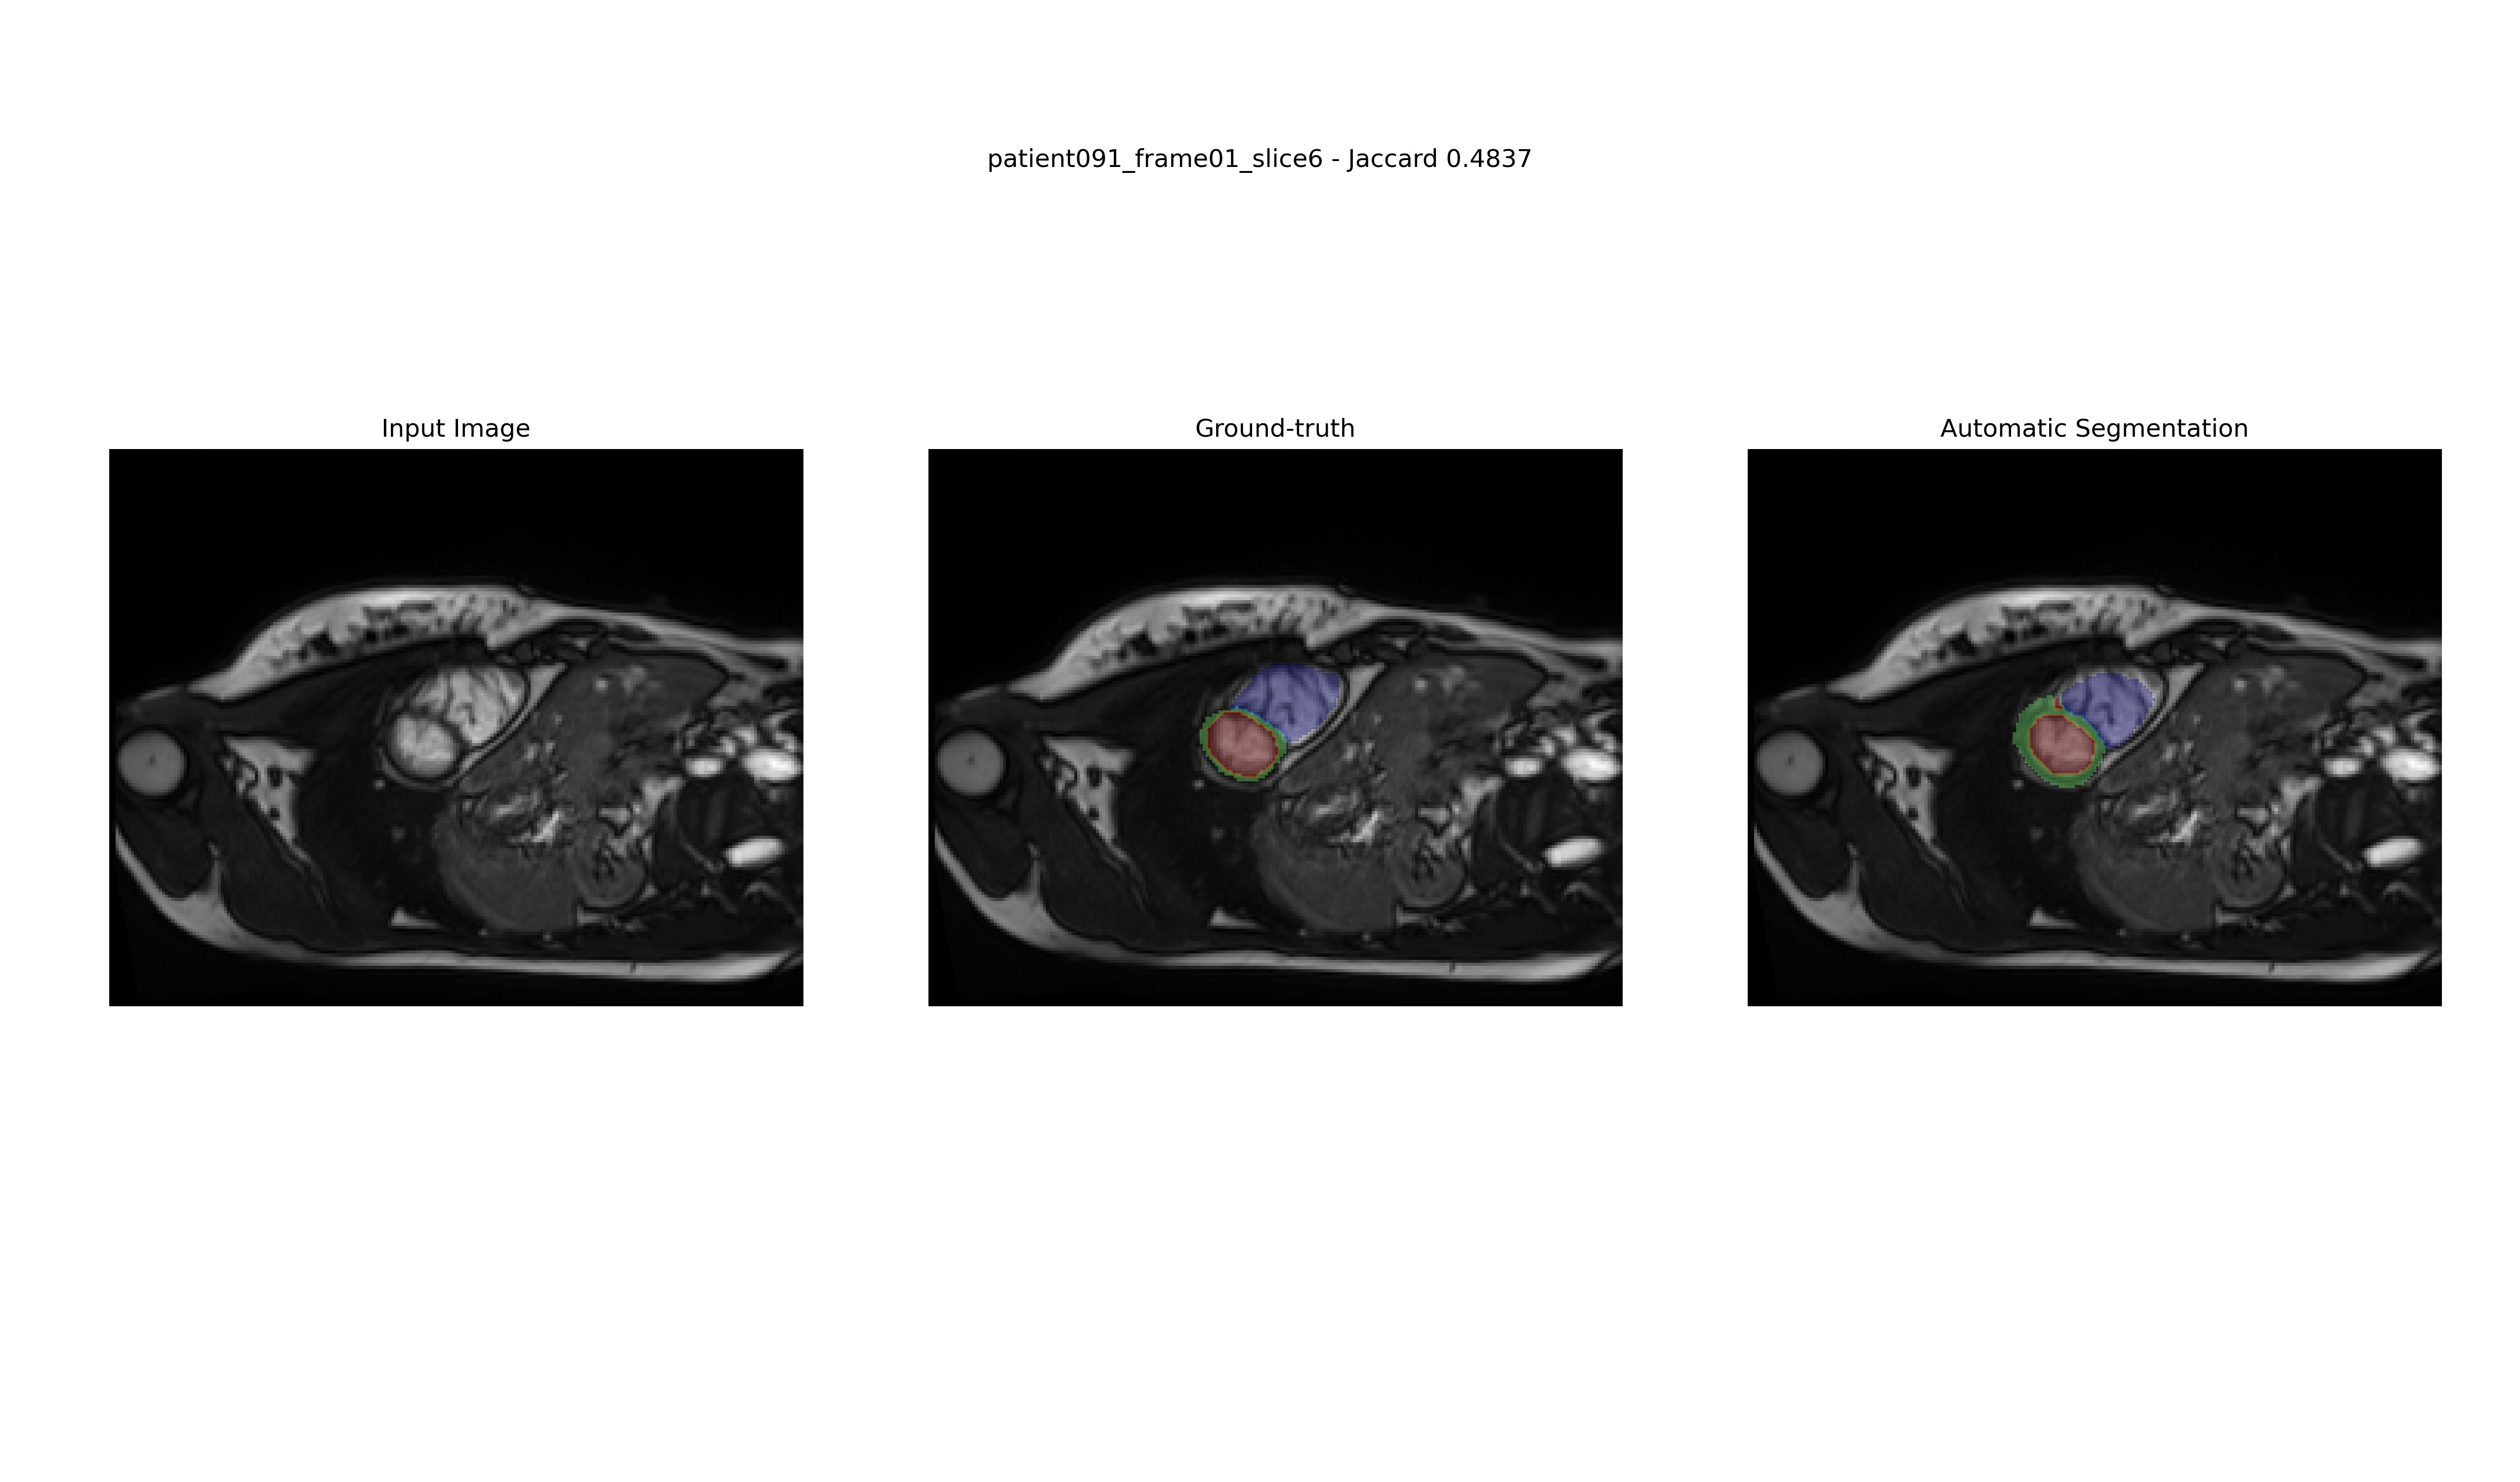 patient091_frame01_slice6 - Jaccard 0.4837
Input Image
Ground-truth
Automatic Segmentation